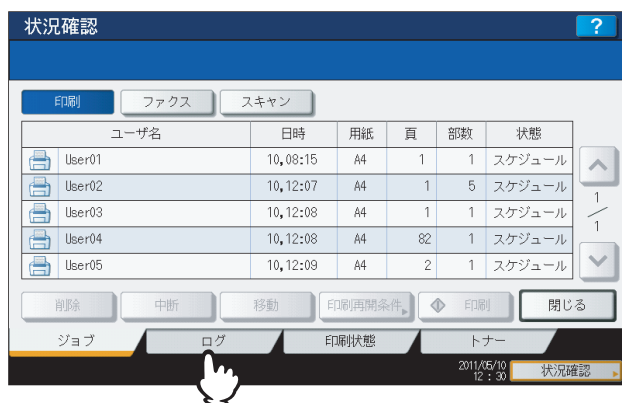 状況確認 ?
印刷 ファクス スキャン
ユーザ名 日時 用紙 頁 部数 状態
User01 10,08:15 A4 1 1 スケジュール
User02 10,12:07 A4 1 5 スケジュール
User03 10,12:08 A4 1 1 スケジュール
User04 10,12:08 A4 82 1 スケジュール
User05 10,12:09 A4 2 1 スケジュール
1/1
削除 中断 移動 印刷再開条件 印刷 閉じる
ジョブ ログ 印刷状態 トナー
2011/05/10
12:30
状況確認